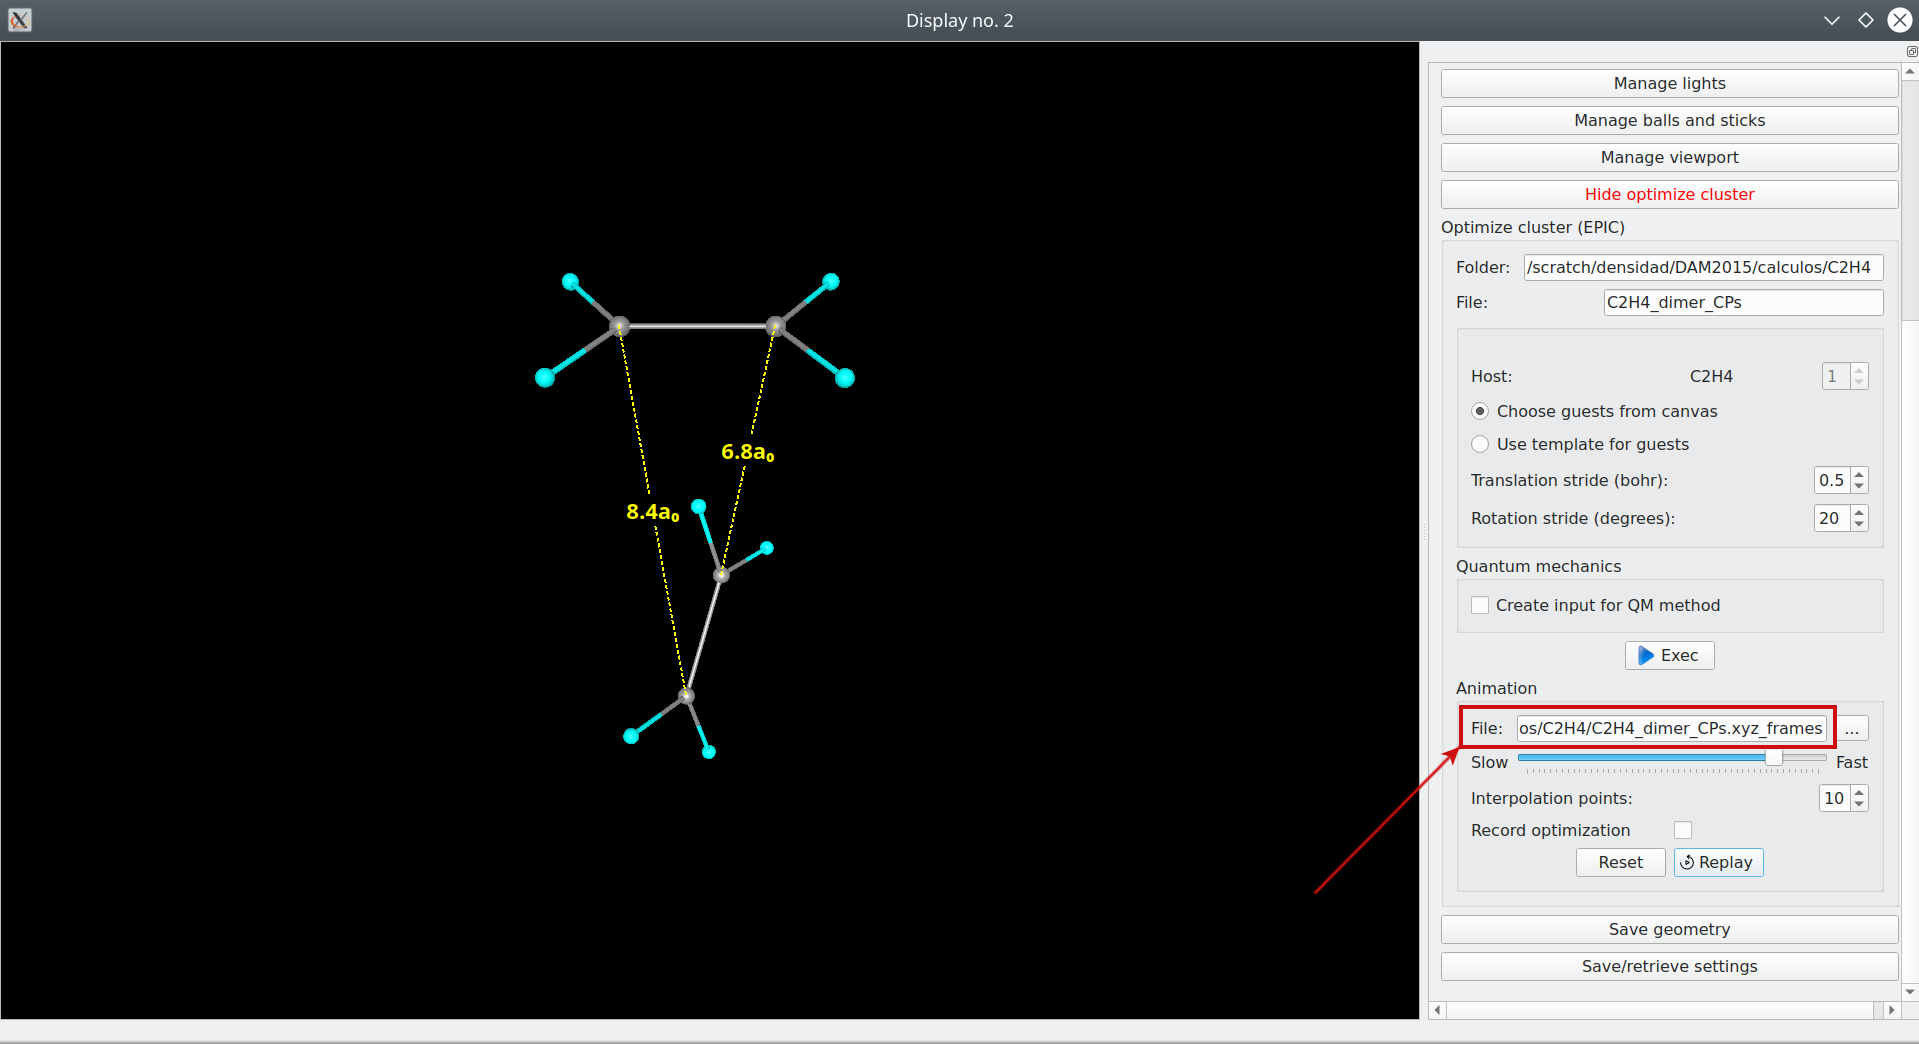 Display no. 2
Manage lights
Manage balls and sticks
Manage viewport
Hide optimize cluster
Optimize cluster (EPIC)
Folder: /scratch/densidad/DAM2015/calculos/C2H4
File: C2H4_dimer_CPs
Host: C2H4 1
Choose guests from canvas
Use template for guests
Translation stride (bohr): 0.5
Rotation stride (degrees): 20
Quantum mechanics
Create input for QM method
Exec
Animation
File: os/C2H4/C2H4_dimer_CPs.xyz_frames ...
Slow Fast
Interpolation points: 10
Record optimization
Reset Replay
Save geometry
Save/retrieve settings
6.8a₀
8.4a₀